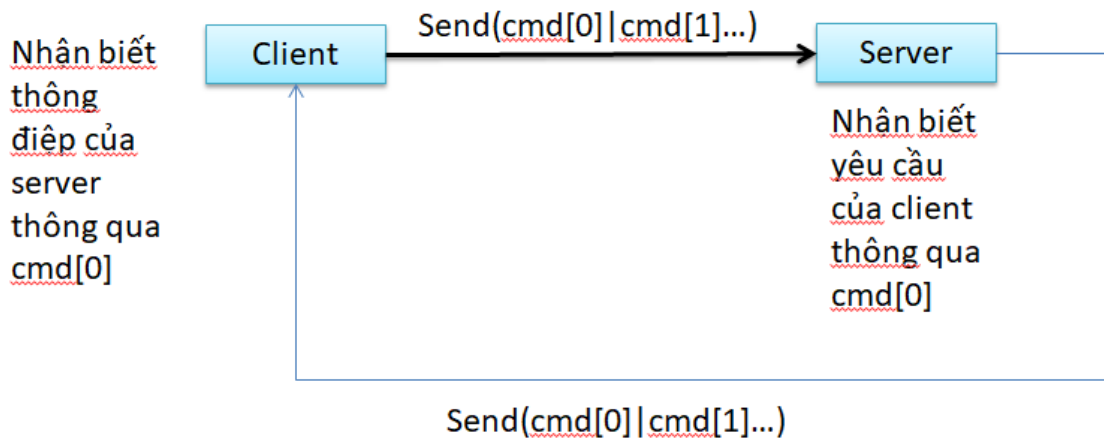 Send(cmd[0]|cmd[1]...)
Nhận biết
thông
điệp của
server
thông qua
cmd[0]
Client
Server
Nhận biết
yêu cầu
của client
thông qua
cmd[0]
Send(cmd[0]|cmd[1]...)